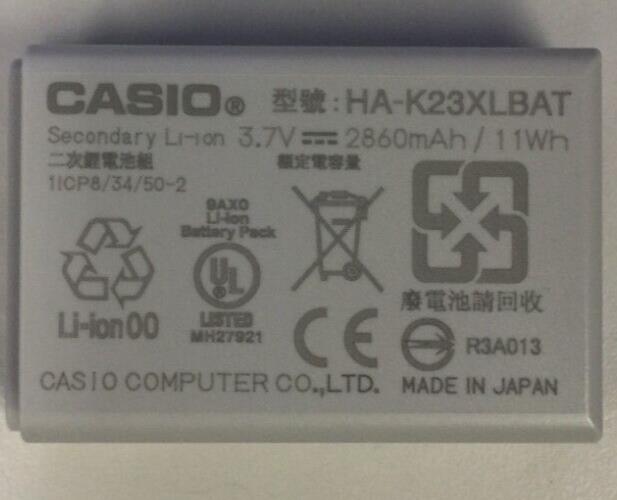 CASIO® 型號:HA-K23XLBAT
Secondary Li-ion 3.7V 2860mAh/11Wh
二次鋰電池組 額定電容量
1ICP8/34/50-2
9AX0
Li-ion
Battery Pack
UL®
LISTED
MH27921
Li-ion00
廢電池請回收
CE
R3A013
CASIO COMPUTER CO.,LTD. MADE IN JAPAN